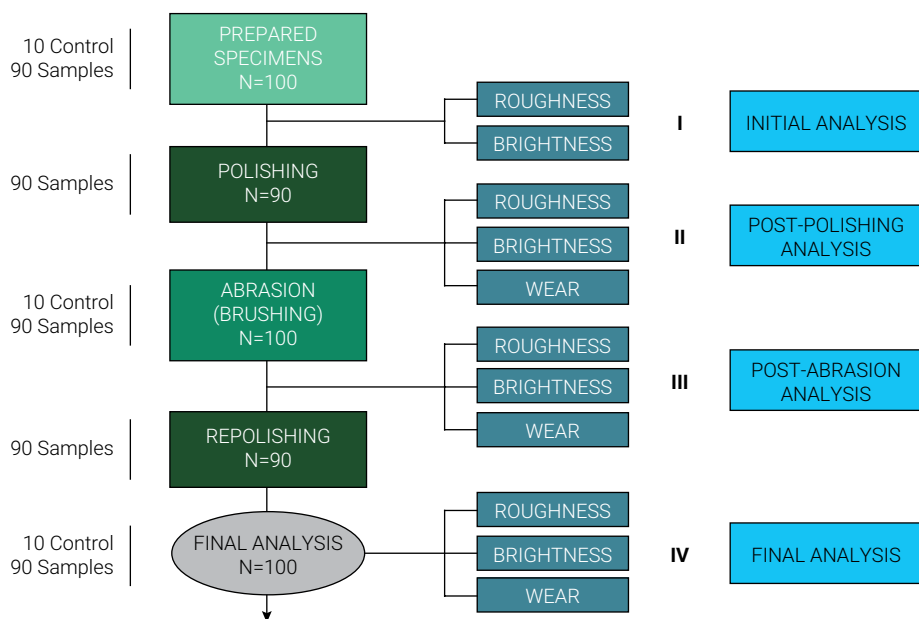 10 Control
90 Samples
PREPARED
SPECIMENS
N=100
ROUGHNESS
BRIGHTNESS
I
INITIAL ANALYSIS
90 Samples
POLISHING
N=90
ROUGHNESS
BRIGHTNESS
WEAR
II
POST-POLISHING
ANALYSIS
10 Control
90 Samples
ABRASION
(BRUSHING)
N=100
ROUGHNESS
BRIGHTNESS
WEAR
III
POST-ABRASION
ANALYSIS
90 Samples
REPOLISHING
N=90
10 Control
90 Samples
FINAL ANALYSIS
N=100
ROUGHNESS
BRIGHTNESS
WEAR
IV
FINAL ANALYSIS